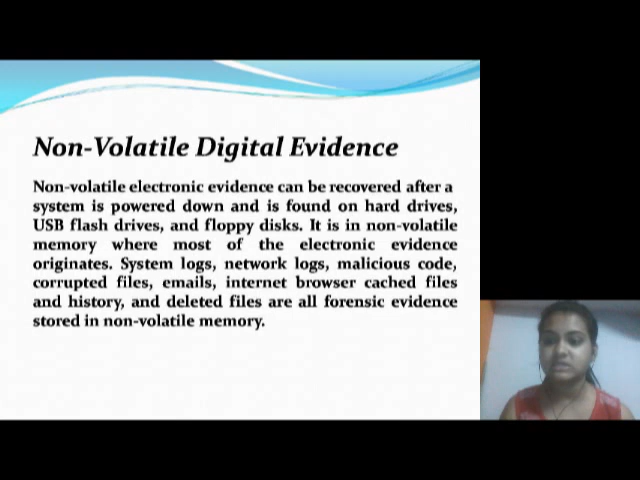 Non-Volatile Digital Evidence
Non-volatile electronic evidence can be recovered after a
system is powered down and is found on hard drives,
USB flash drives, and floppy disks. It is in non-volatile
memory where most of the electronic evidence
originates. System logs, network logs, malicious code,
corrupted files, emails, internet browser cached files
and history, and deleted files are all forensic evidence
stored in non-volatile memory.